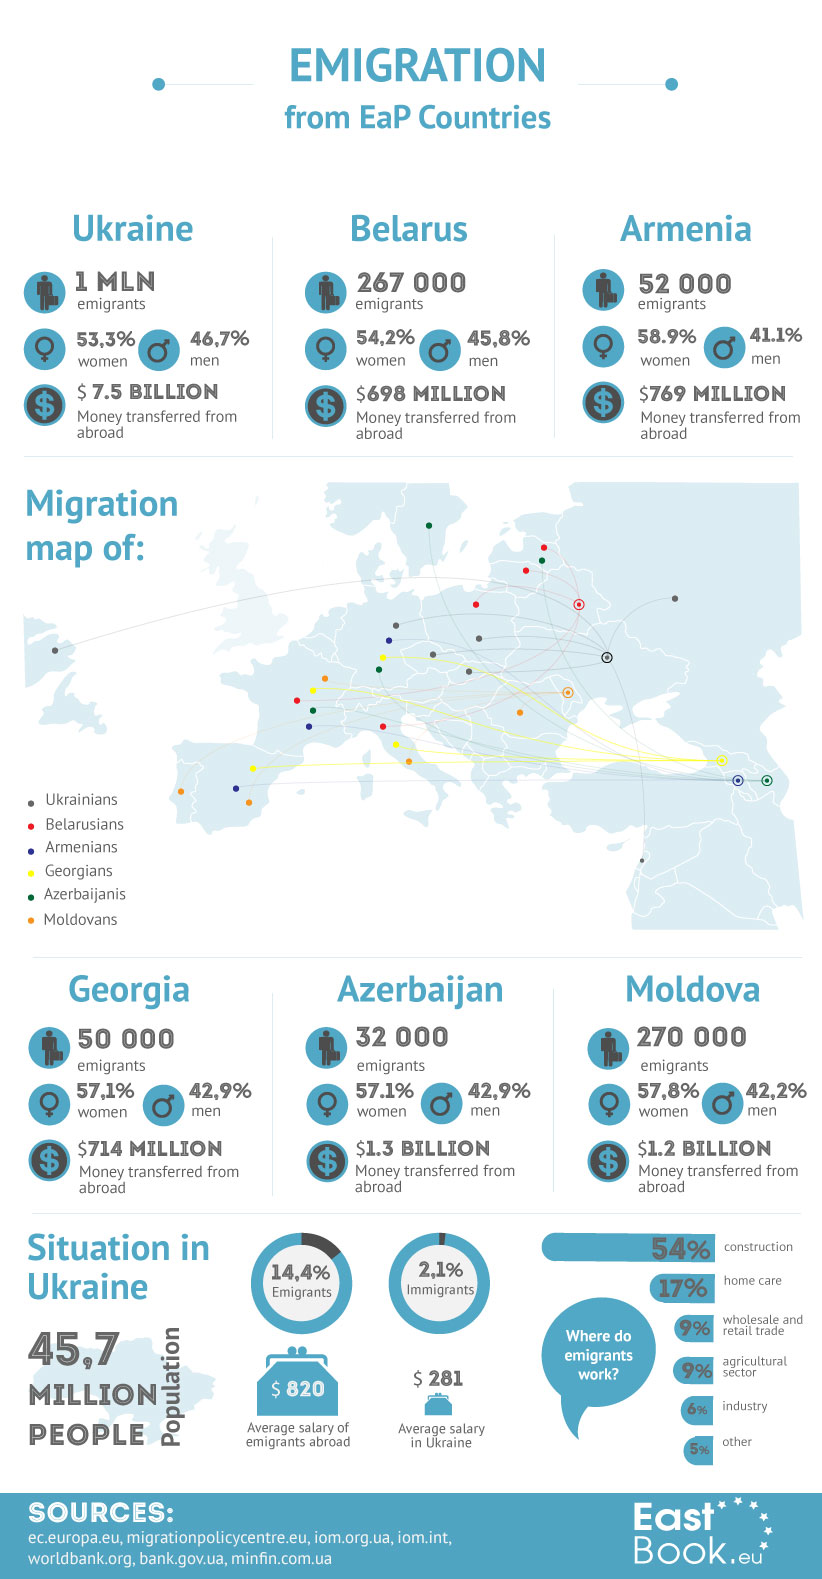 EMIGRATION
from EaP Countries
Ukraine
1 MLN
emigrants
53,3%
women
46,7%
men
$ 7.5 BILLION
Money transferred from
abroad
Belarus
267 000
emigrants
54,2%
women
45,8%
men
$698 MILLION
Money transferred from
abroad
Armenia
52 000
emigrants
58.9%
women
41.1%
men
$769 MILLION
Money transferred from
abroad
Migration
map of:
Ukrainians
Belarusians
Armenians
Georgians
Azerbaijanis
Moldovans
Georgia
50 000
emigrants
57,1%
women
42,9%
men
$714 MILLION
Money transferred from
abroad
Azerbaijan
32 000
emigrants
57.1%
women
42,9%
men
$1.3 BILLION
Money transferred from
abroad
Moldova
270 000
emigrants
57,8%
women
42,2%
men
$1.2 BILLION
Money transferred from
abroad
Situation in
Ukraine
45,7
MILLION
PEOPLE
Population
14,4%
Emigrants
2,1%
Immigrants
$ 820
Average salary of
emigrants abroad
$ 281
Average salary
in Ukraine
Where do
emigrants
work?
54% construction
17% home care
9% wholesale and
retail trade
9% agricultural
sector
6% industry
5% other
SOURCES:
ec.europa.eu, migrationpolicycentre.eu, iom.org.ua, iom.int,
worldbank.org, bank.gov.ua, minfin.com.ua
East
Book.eu